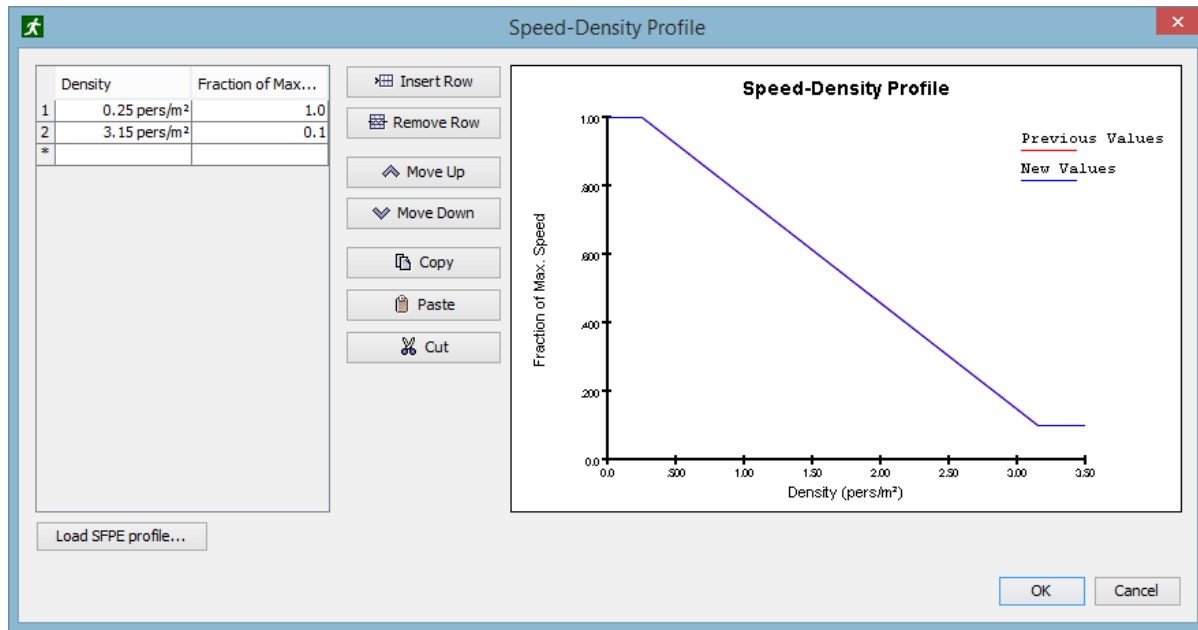 Speed-Density Profile
Density Fraction of Max...
1 0.25 pers/m² 1.0
2 3.15 pers/m² 0.1
*
Insert Row
Remove Row
Move Up
Move Down
Copy
Paste
Cut
Load SFPE profile...
Speed-Density Profile
Previous Values
New Values
Fraction of Max. Speed
1.00
.800
.600
.400
.200
0.0
0.0 .500 1.00 1.50 2.00 2.50 3.00 3.50
Density (pers/m²)
OK Cancel